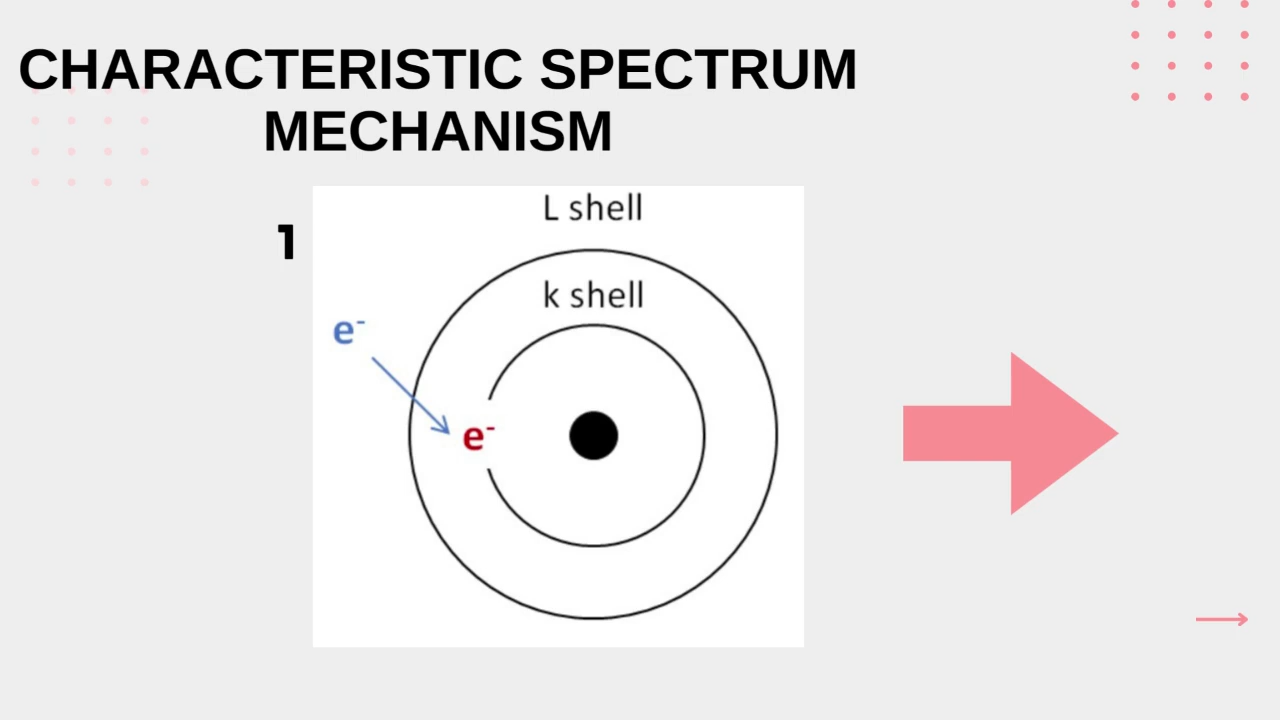 CHARACTERISTIC SPECTRUM
MECHANISM
1
L shell
k shell
e⁻
e⁻